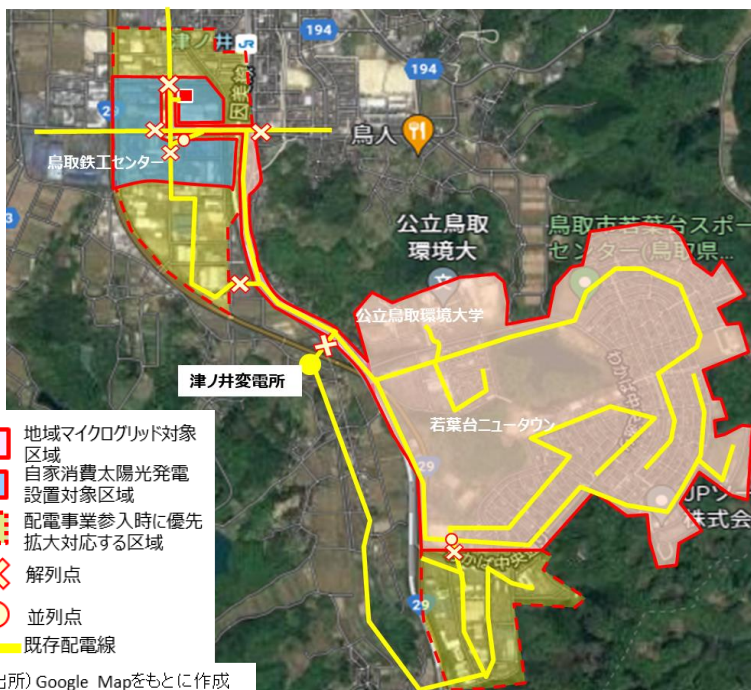 津ノ井
JR
194
194
29
因美線
鳥取鉄工センター
鳥人
3
公立鳥取
環境大
鳥取市若葉台スポー
センター(鳥取県...
公立鳥取環境大学
わかば中央
津ノ井変電所
若葉台ニュータウン
29
JPツ
株式会
29
地域マイクログリッド対象
区域
自家消費太陽光発電
設置対象区域
配電事業参入時に優先
拡大対応する区域
解列点
並列点
既存配電線
出所) Google Mapをもとに作成